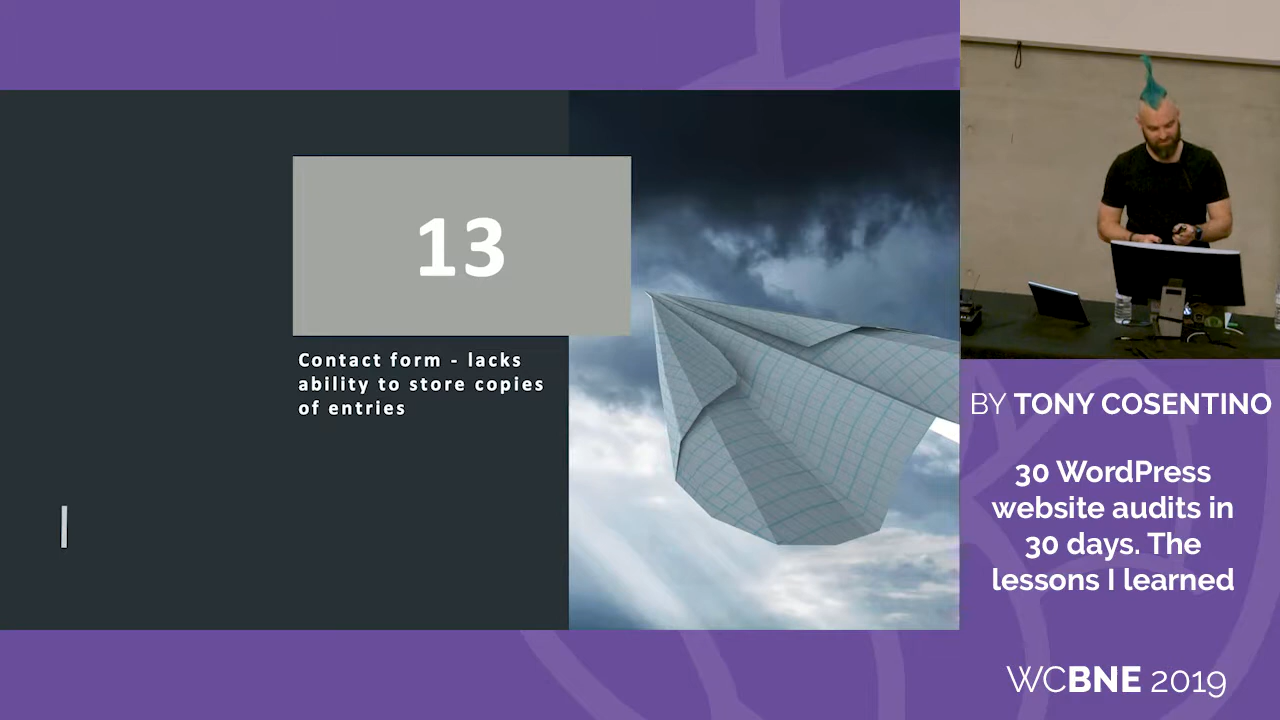 13
Contact form - lacks
ability to store copies
of entries
BY TONY COSENTINO
30 WordPress
website audits in
30 days. The
lessons I learned
WCBNE 2019